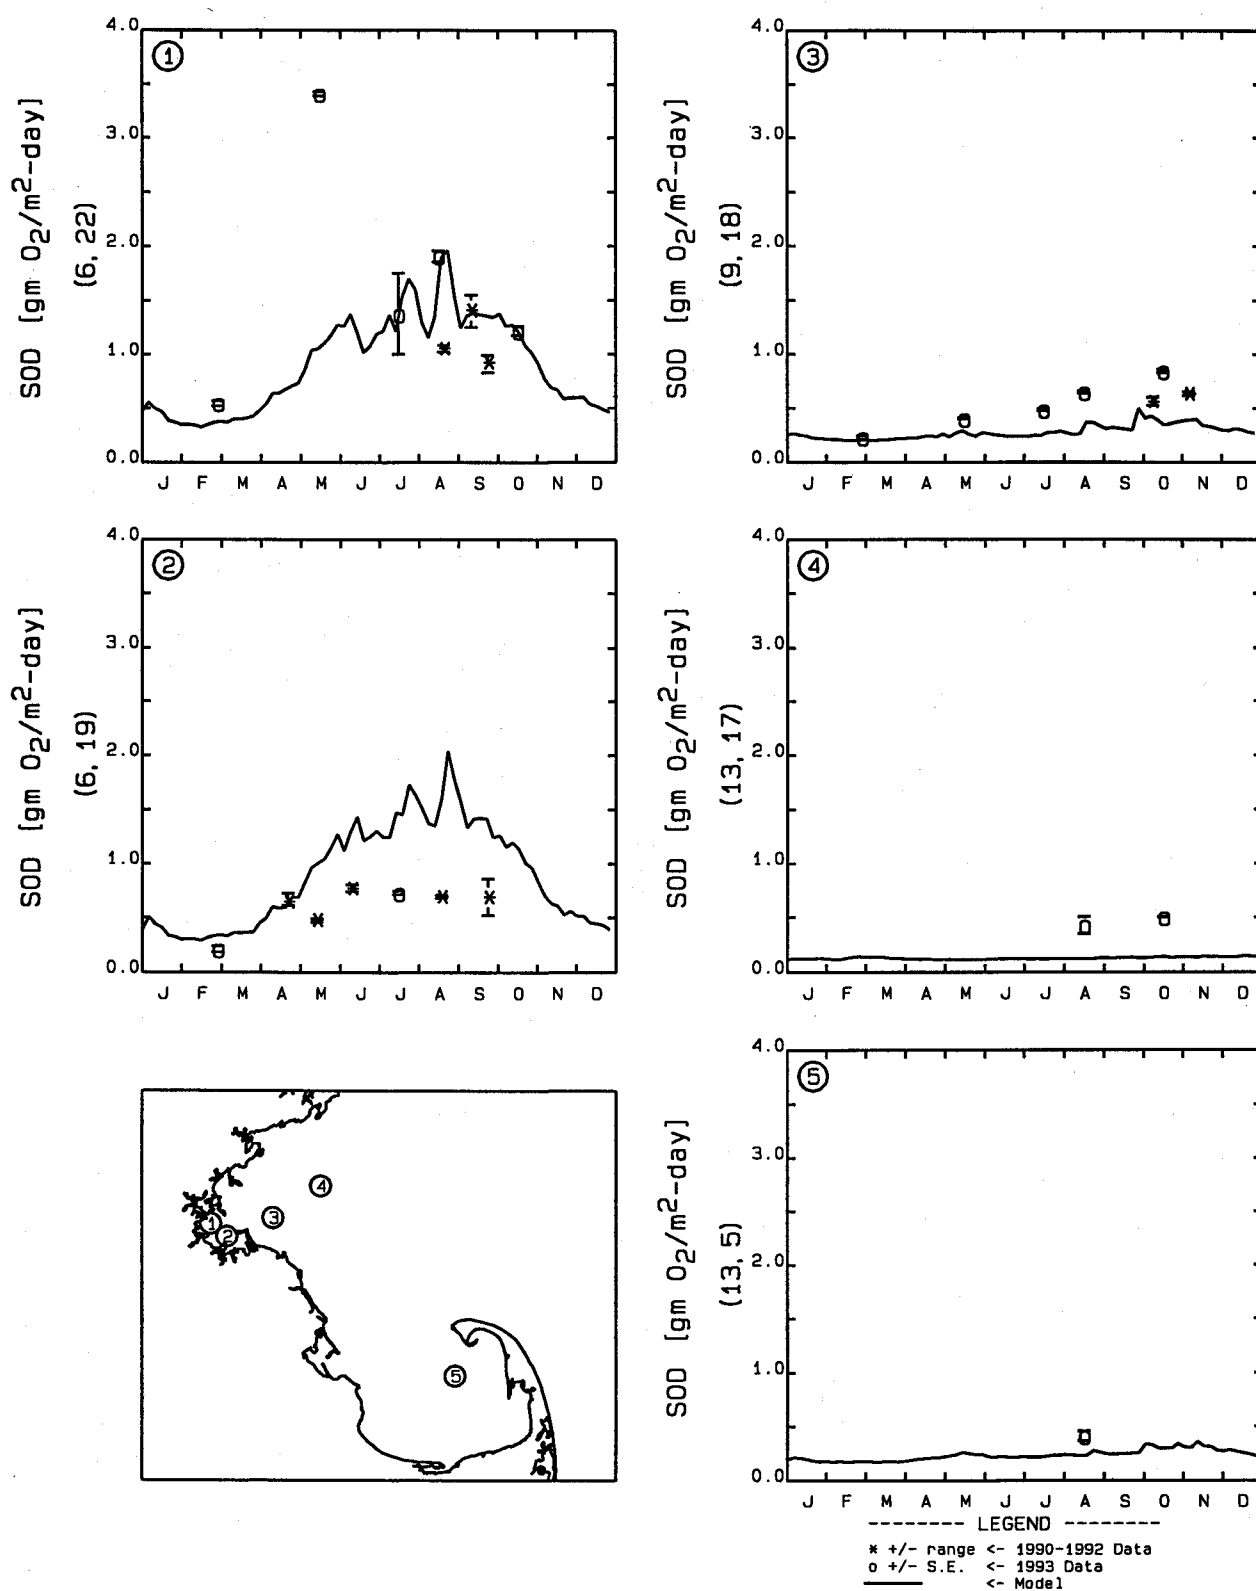 ①
SOD [gm O2/m2-day]
(6, 22)
4.0
3.0
2.0
1.0
0.0
J F M A M J J A S O N D
③
SOD [gm O2/m2-day]
(9, 18)
4.0
3.0
2.0
1.0
0.0
J F M A M J J A S O N D
②
SOD [gm O2/m2-day]
(6, 19)
4.0
3.0
2.0
1.0
0.0
J F M A M J J A S O N D
④
SOD [gm O2/m2-day]
(13, 17)
4.0
3.0
2.0
1.0
0.0
J F M A M J J A S O N D
①
②
③
④
⑤
⑤
SOD [gm O2/m2-day]
(13, 5)
4.0
3.0
2.0
1.0
0.0
J F M A M J J A S O N D
-------- LEGEND --------
* +/- range <- 1990-1992 Data
o +/- S.E. <- 1993 Data
<- Model